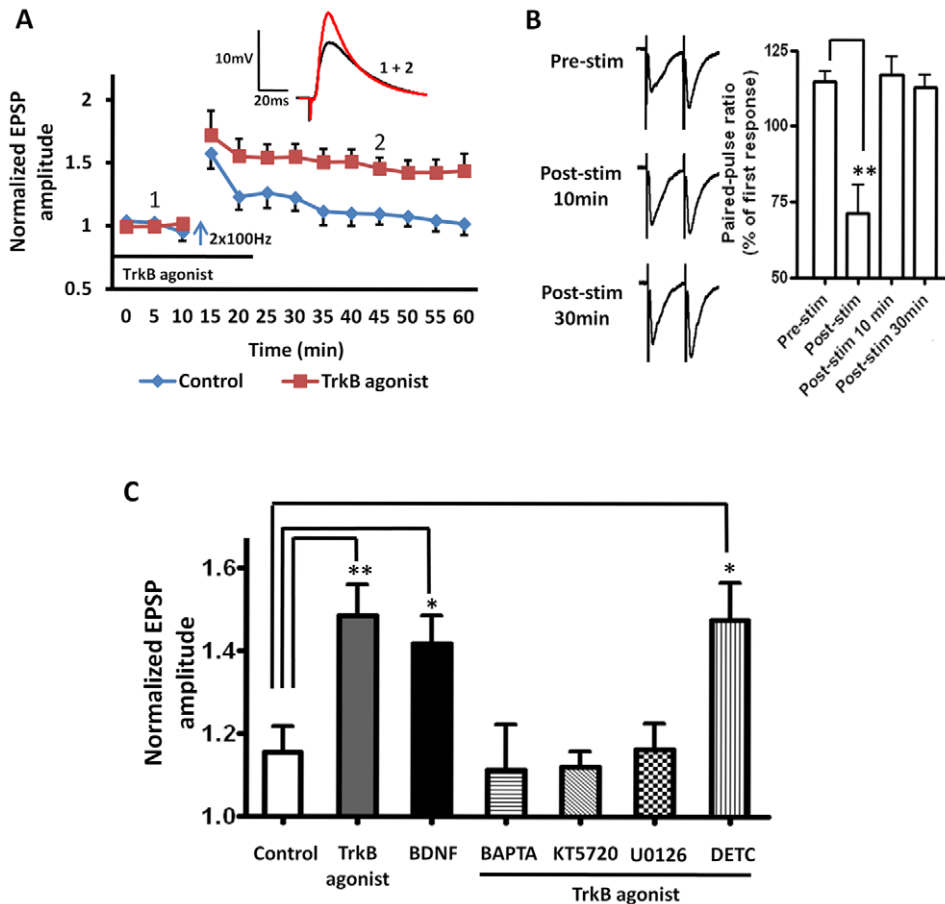 A
Normalized EPSP
amplitude
2
1.5
1
0.5
10mV
20ms
1 + 2
1
2
2x100Hz
TrkB agonist
0 5 10 15 20 25 30 35 40 45 50 55 60
Time (min)
Control
TrkB agonist
B
Pre-stim
Post-stim
10min
Post-stim
30min
Paired-pulse ratio
(% of first response)
125
100
75
50
**
Pre-stim
Post-stim
Post-stim 10 min
Post-stim 30min
C
Normalized EPSP
amplitude
1.6
1.4
1.2
1.0
**
*
*
Control
TrkB
agonist
BDNF
BAPTA
KT5720
U0126
DETC
TrkB agonist